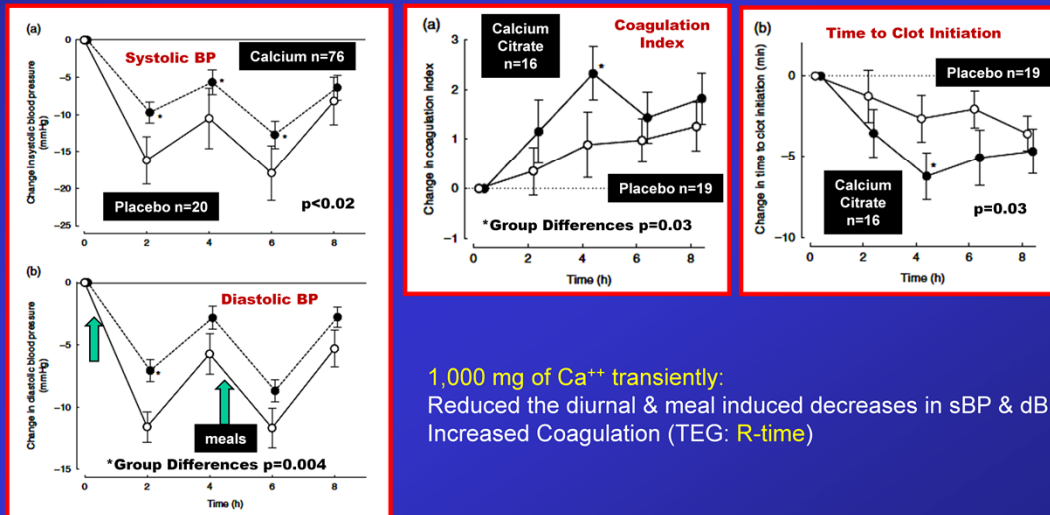 (a)
0
-5
-10
-15
-20
-25
Change in systolic blood pressure
(mmHg)
Systolic BP
Calcium n=76
*
*
*
Placebo n=20
p<0.02
0
2
4
6
8
(b)
0
-5
-10
-15
Change in diastolic blood pressure
(mmHg)
Diastolic BP
*
meals
*Group Differences p=0.004
0
2
4
6
8
Time (h)
(a)
3
2
1
0
-1
Change in coagulation index
Calcium
Citrate
n=16
Coagulation
Index
*
Placebo n=19
*Group Differences p=0.03
0
2
4
6
8
Time (h)
(b)
Time to Clot Initiation
0
-5
-10
Change in time to clot initiation (min)
Placebo n=19
*
Calcium
Citrate
n=16
p=0.03
0
2
4
6
8
Time (h)
1,000 mg of Ca++ transiently:
Reduced the diurnal & meal induced decreases in sBP & dB
Increased Coagulation (TEG: R-time)